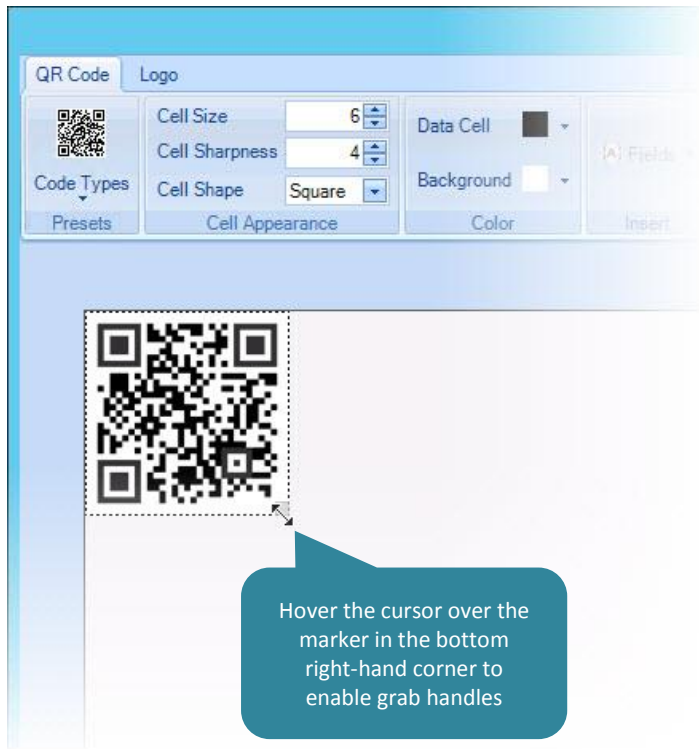 QR Code Logo
Cell Size 6
Cell Sharpness 4
Cell Shape Square
Data Cell
Background
Code Types
Fields
Presets Cell Appearance Color Insert
Hover the cursor over the
marker in the bottom
right-hand corner to
enable grab handles